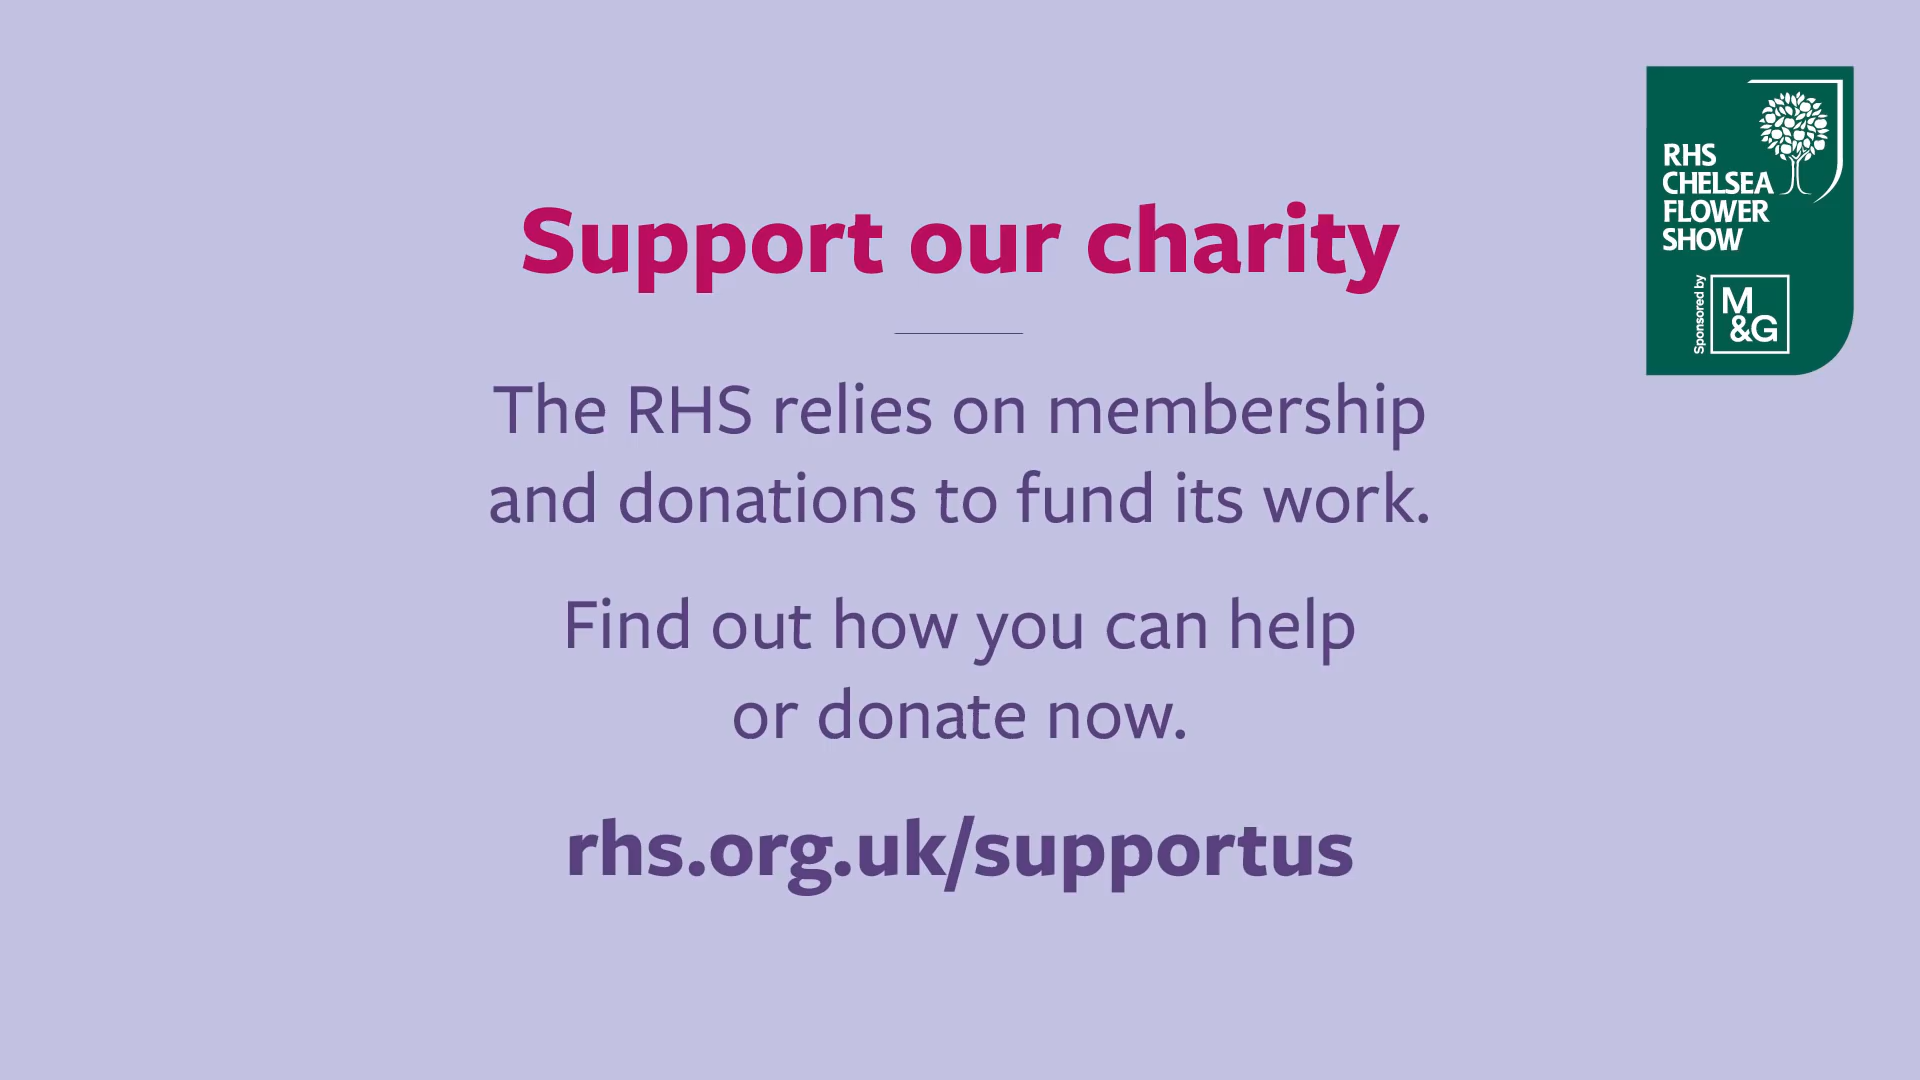 Support our charity
The RHS relies on membership
and donations to fund its work.
Find out how you can help
or donate now.
rhs.org.uk/supportus
RHS
CHELSEA
FLOWER
SHOW
Sponsored by
M
&G